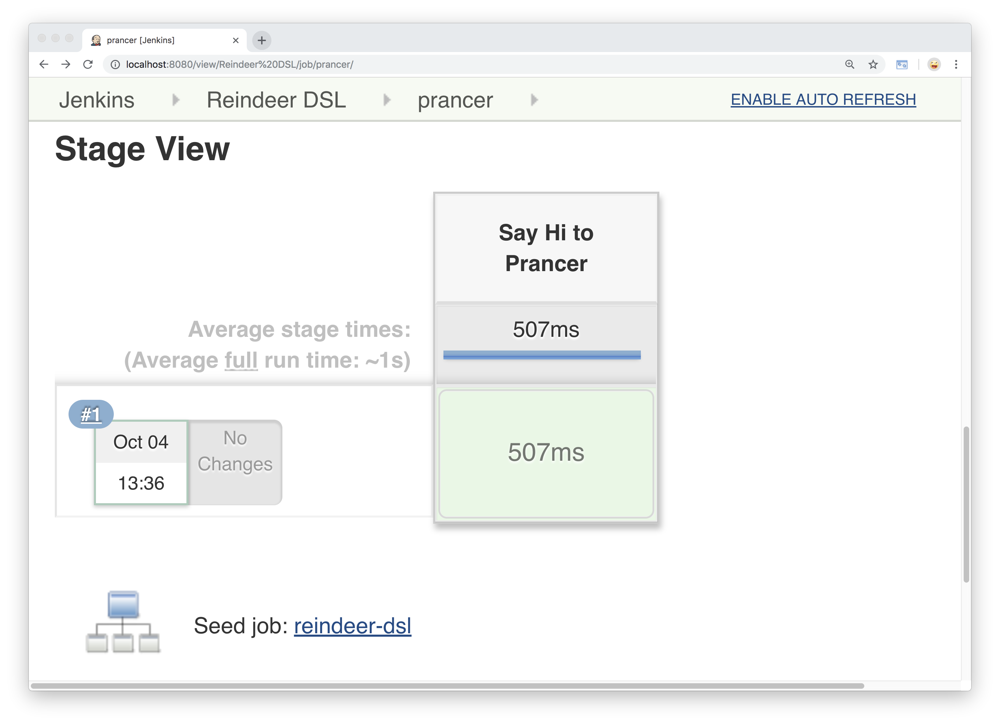 prancer [Jenkins]
localhost:8080/view/Reindeer%20DSL/job/prancer/
Jenkins Reindeer DSL prancer ENABLE AUTO REFRESH
Stage View
Say Hi to
Prancer
Average stage times:
(Average full run time: ~1s)
507ms
#1
Oct 04
13:36
No
Changes
507ms
Seed job: reindeer-dsl